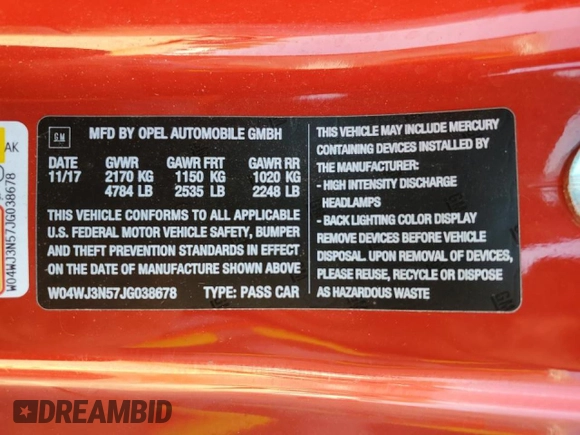 GM
MFD BY OPEL AUTOMOBILE GMBH
DATE GVWR GAWR FRT GAWR RR
11/17 2170 KG 1150 KG 1020 KG
4784 LB 2535 LB 2248 LB
THIS VEHICLE CONFORMS TO ALL APPLICABLE
U.S. FEDERAL MOTOR VEHICLE SAFETY, BUMPER
AND THEFT PREVENTION STANDARDS IN EFFECT
ON THE DATE OF MANUFACTURE SHOWN ABOVE
W04WJ3N57JG038678 TYPE: PASS CAR
THIS VEHICLE MAY INCLUDE MERCURY
CONTAINING DEVICES INSTALLED BY
THE MANUFACTURER:
- HIGH INTENSITY DISCHARGE
HEADLAMPS
- BACK LIGHTING COLOR DISPLAY
REMOVE DEVICES BEFORE VEHICLE
DISPOSAL. UPON REMOVAL OF DEVICES,
PLEASE REUSE, RECYCLE OR DISPOSE
AS HAZARDOUS WASTE
AK
W04WJ3N57JG038678
DREAMBID